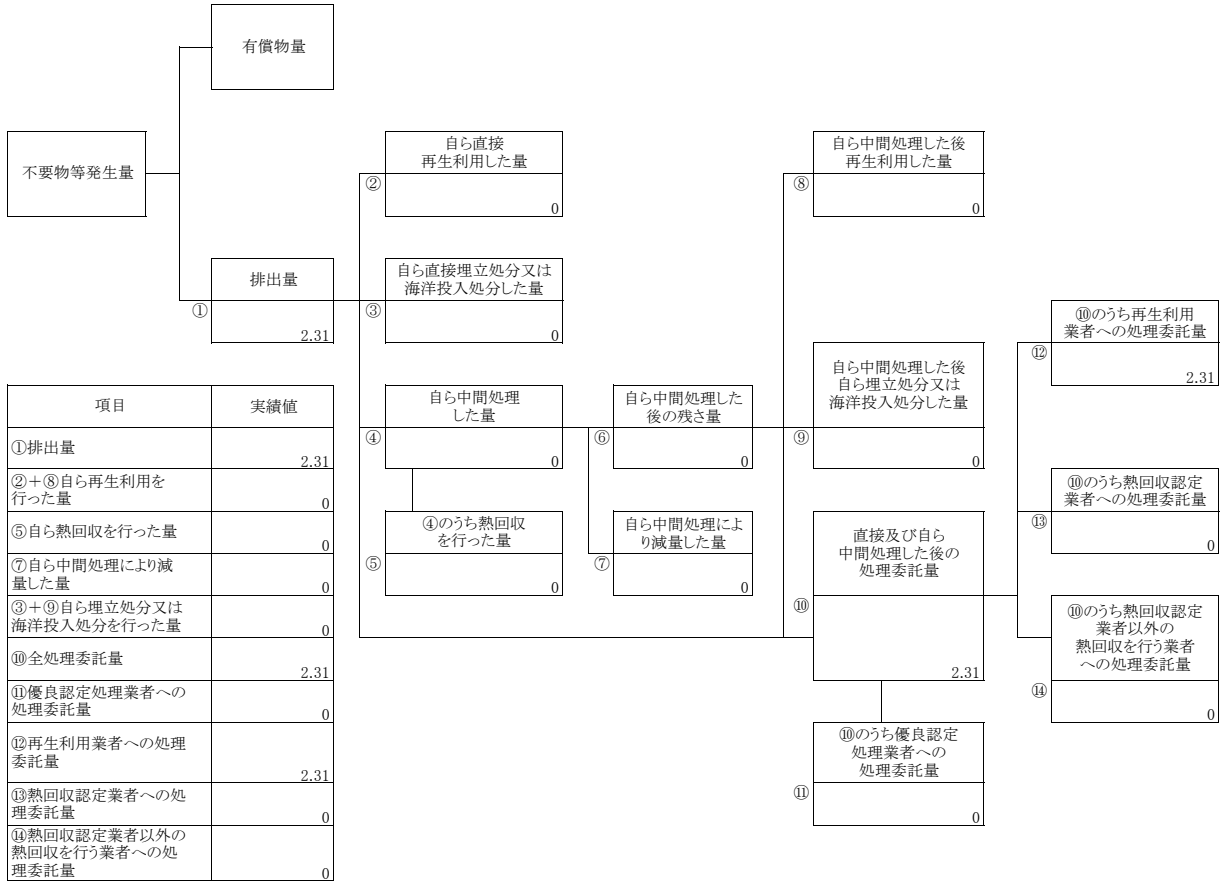 有償物量
不要物等発生量
自ら直接
再生利用した量
②
0
自ら中間処理した後
再生利用した量
⑧
0
排出量
①
2.31
自ら直接埋立処分又は
海洋投入処分した量
③
0
⑩のうち再生利用
業者への処理委託量
⑫
2.31
自ら中間処理
した量
④
0
自ら中間処理した
後の残さ量
⑥
0
自ら中間処理した後
自ら埋立処分又は
海洋投入処分した量
⑨
0
⑩のうち熱回収認定
業者への処理委託量
⑬
0
④のうち熱回収
を行った量
⑤
0
自ら中間処理によ
り減量した量
⑦
0
直接及び自ら
中間処理した後の
処理委託量
⑩
2.31
⑩のうち熱回収認定
業者以外の
熱回収を行う業者
への処理委託量
⑭
0
⑩のうち優良認定
処理業者への
処理委託量
⑪
0
項目 実績値
①排出量
2.31
②+⑧自ら再生利用を
行った量
0
⑤自ら熱回収を行った量
0
⑦自ら中間処理により減
量した量
0
③+⑨自ら埋立処分又は
海洋投入処分を行った量
0
⑩全処理委託量
2.31
⑪優良認定処理業者への
処理委託量
0
⑫再生利用業者への処理
委託量
2.31
⑬熱回収認定業者への処
理委託量
0
⑭熱回収認定業者以外の
熱回収を行う業者への処
理委託量
0